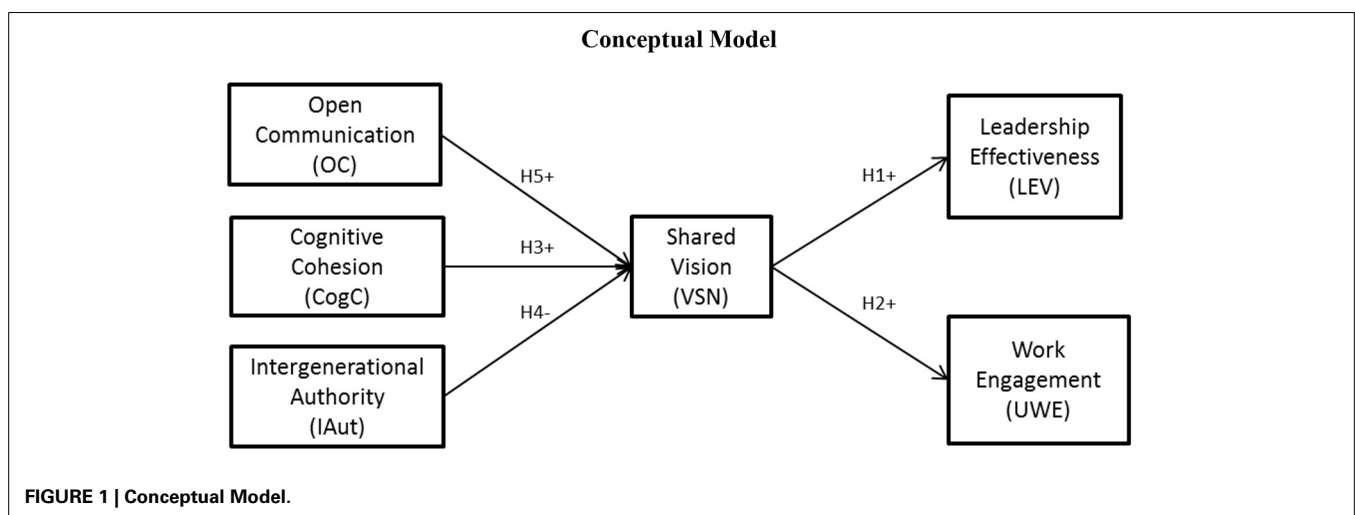 Conceptual Model
Open
Communication
(OC)
H5+
Cognitive
Cohesion
(CogC)
H3+
Intergenerational
Authority
(IAut)
H4-
Shared
Vision
(VSN)
H1+
Leadership
Effectiveness
(LEV)
H2+
Work
Engagement
(UWE)
FIGURE 1 | Conceptual Model.